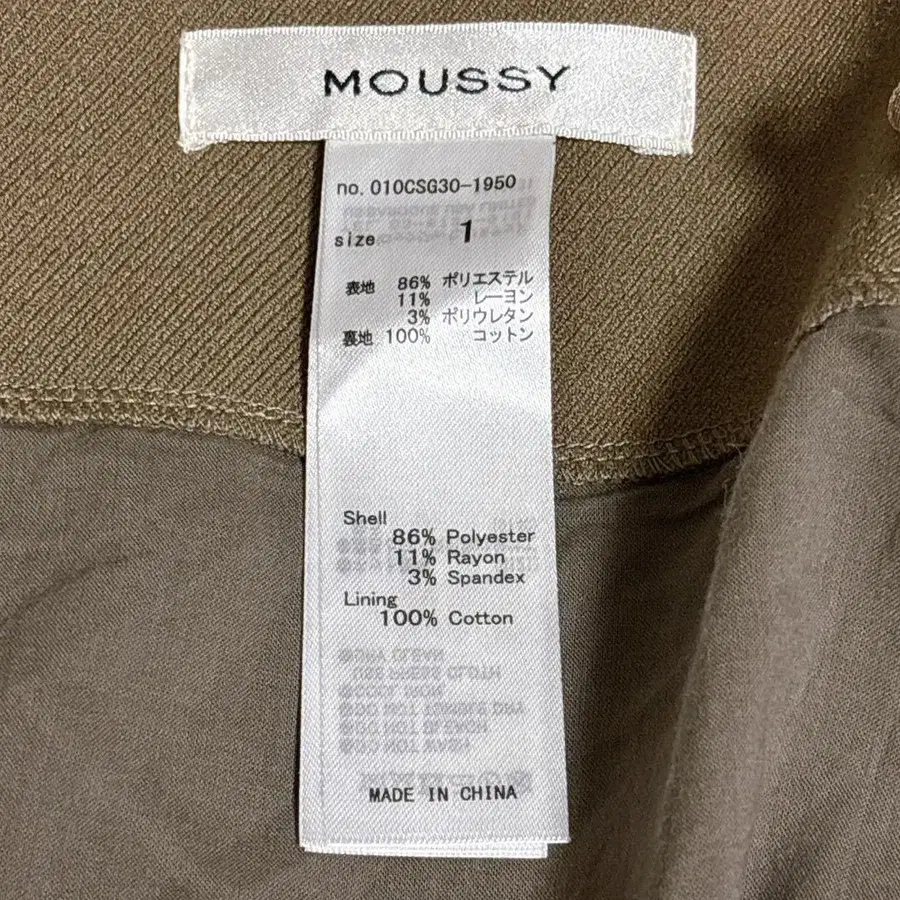 MOUSSY
no. 010CSG30-1950
size 1
表地 86% ポリエステル
11% レーヨン
3% ポリウレタン
裏地 100% コットン
Shell
86% Polyester
11% Rayon
3% Spandex
Lining
100% Cotton
MADE IN CHINA